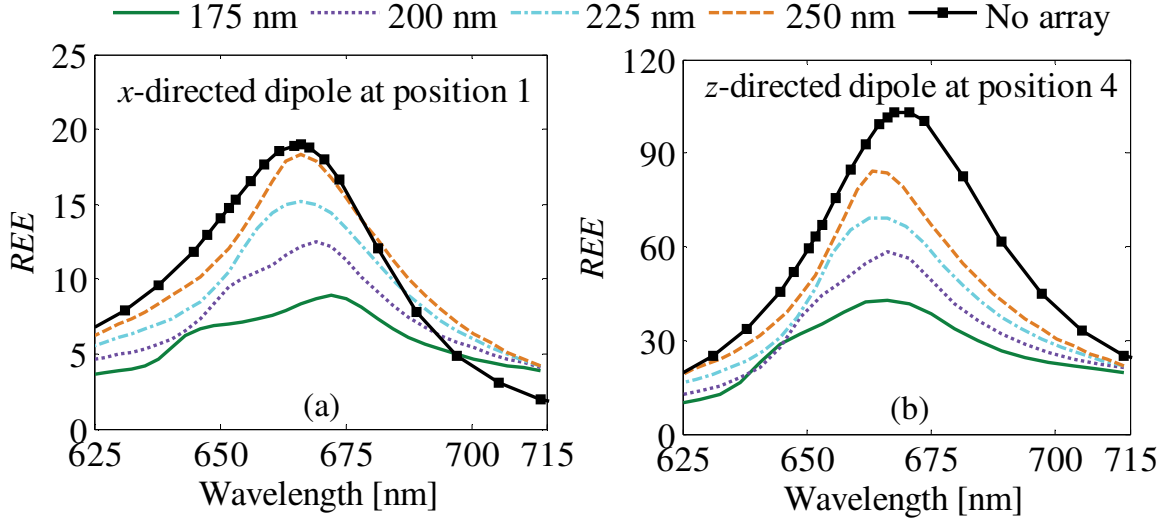 175 nm 200 nm 225 nm 250 nm No array
25
20
15
10
5
0
REE
x-directed dipole at position 1
(a)
625 650 675 700 715
Wavelength [nm]
120
90
60
30
0
REE
z-directed dipole at position 4
(b)
625 650 675 700 715
Wavelength [nm]